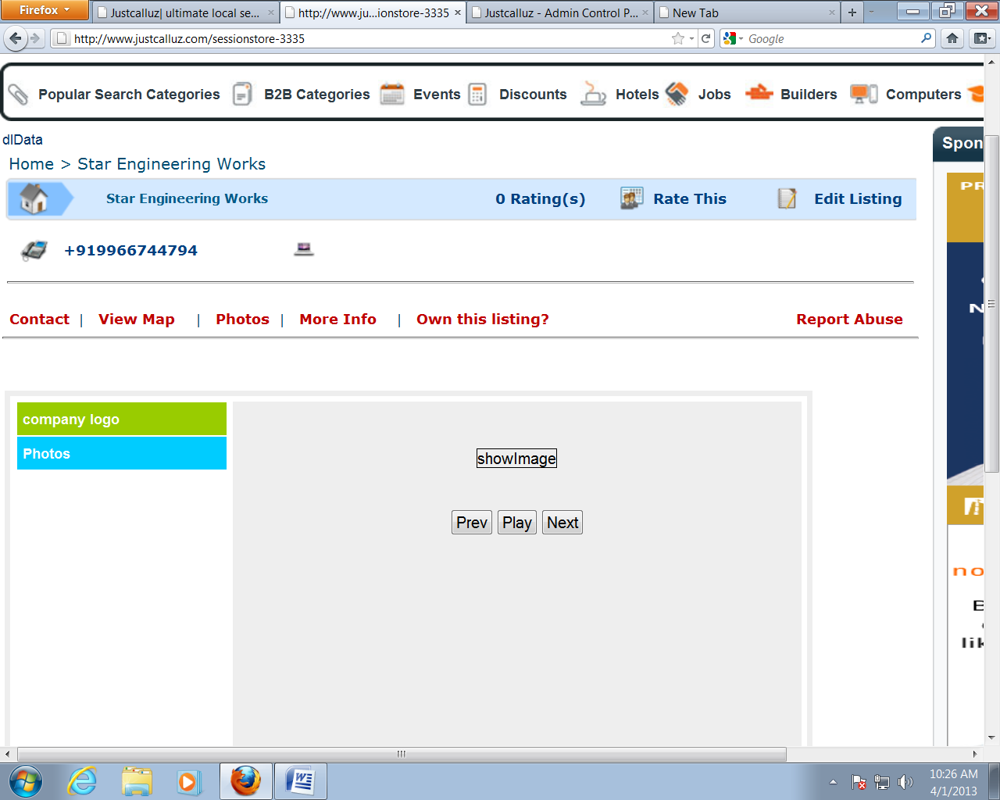 Firefox
Justcalluz| ultimate local se...
http://www.ju...ionstore-3335
Justcalluz - Admin Control P...
New Tab
http://www.justcalluz.com/sessionstore-3335
Google
Popular Search Categories
B2B Categories
Events
Discounts
Hotels
Jobs
Builders
Computers
dlData
Home > Star Engineering Works
Spon
Star Engineering Works
0 Rating(s)
Rate This
Edit Listing
PR
+919966744794
N
Contact | View Map | Photos | More Info | Own this listing?
Report Abuse
company logo
Photos
showImage
Prev Play Next
no
B
lik
10:26 AM
4/1/2013